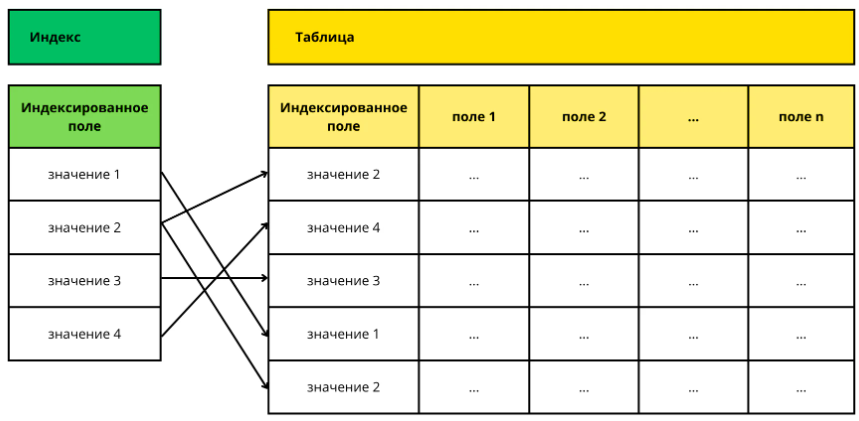 Индекс
Таблица
Индексированное
поле
значение 1
значение 2
значение 3
значение 4
Индексированное
поле
поле 1
поле 2
...
поле n
значение 2
...
...
...
...
значение 4
...
...
...
...
значение 3
...
...
...
...
значение 1
...
...
...
...
значение 2
...
...
...
...